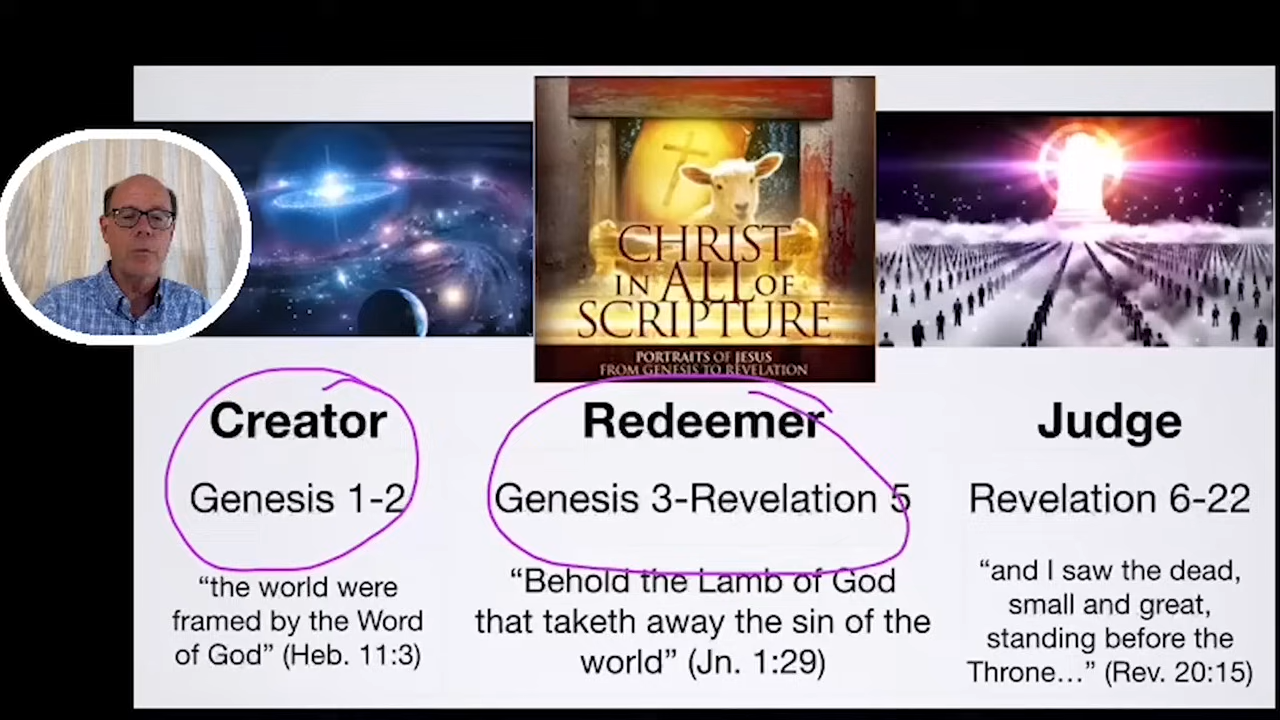 CHRIST
IN ALL OF
SCRIPTURE
PORTRAITS OF JESUS
FROM GENESIS TO REVELATION
Creator
Genesis 1-2
“the world were
framed by the Word
of God” (Heb. 11:3)
Redeemer
Genesis 3-Revelation 5
“Behold the Lamb of God
that taketh away the sin of the
world” (Jn. 1:29)
Judge
Revelation 6-22
“and I saw the dead,
small and great,
standing before the
Throne…” (Rev. 20:15)